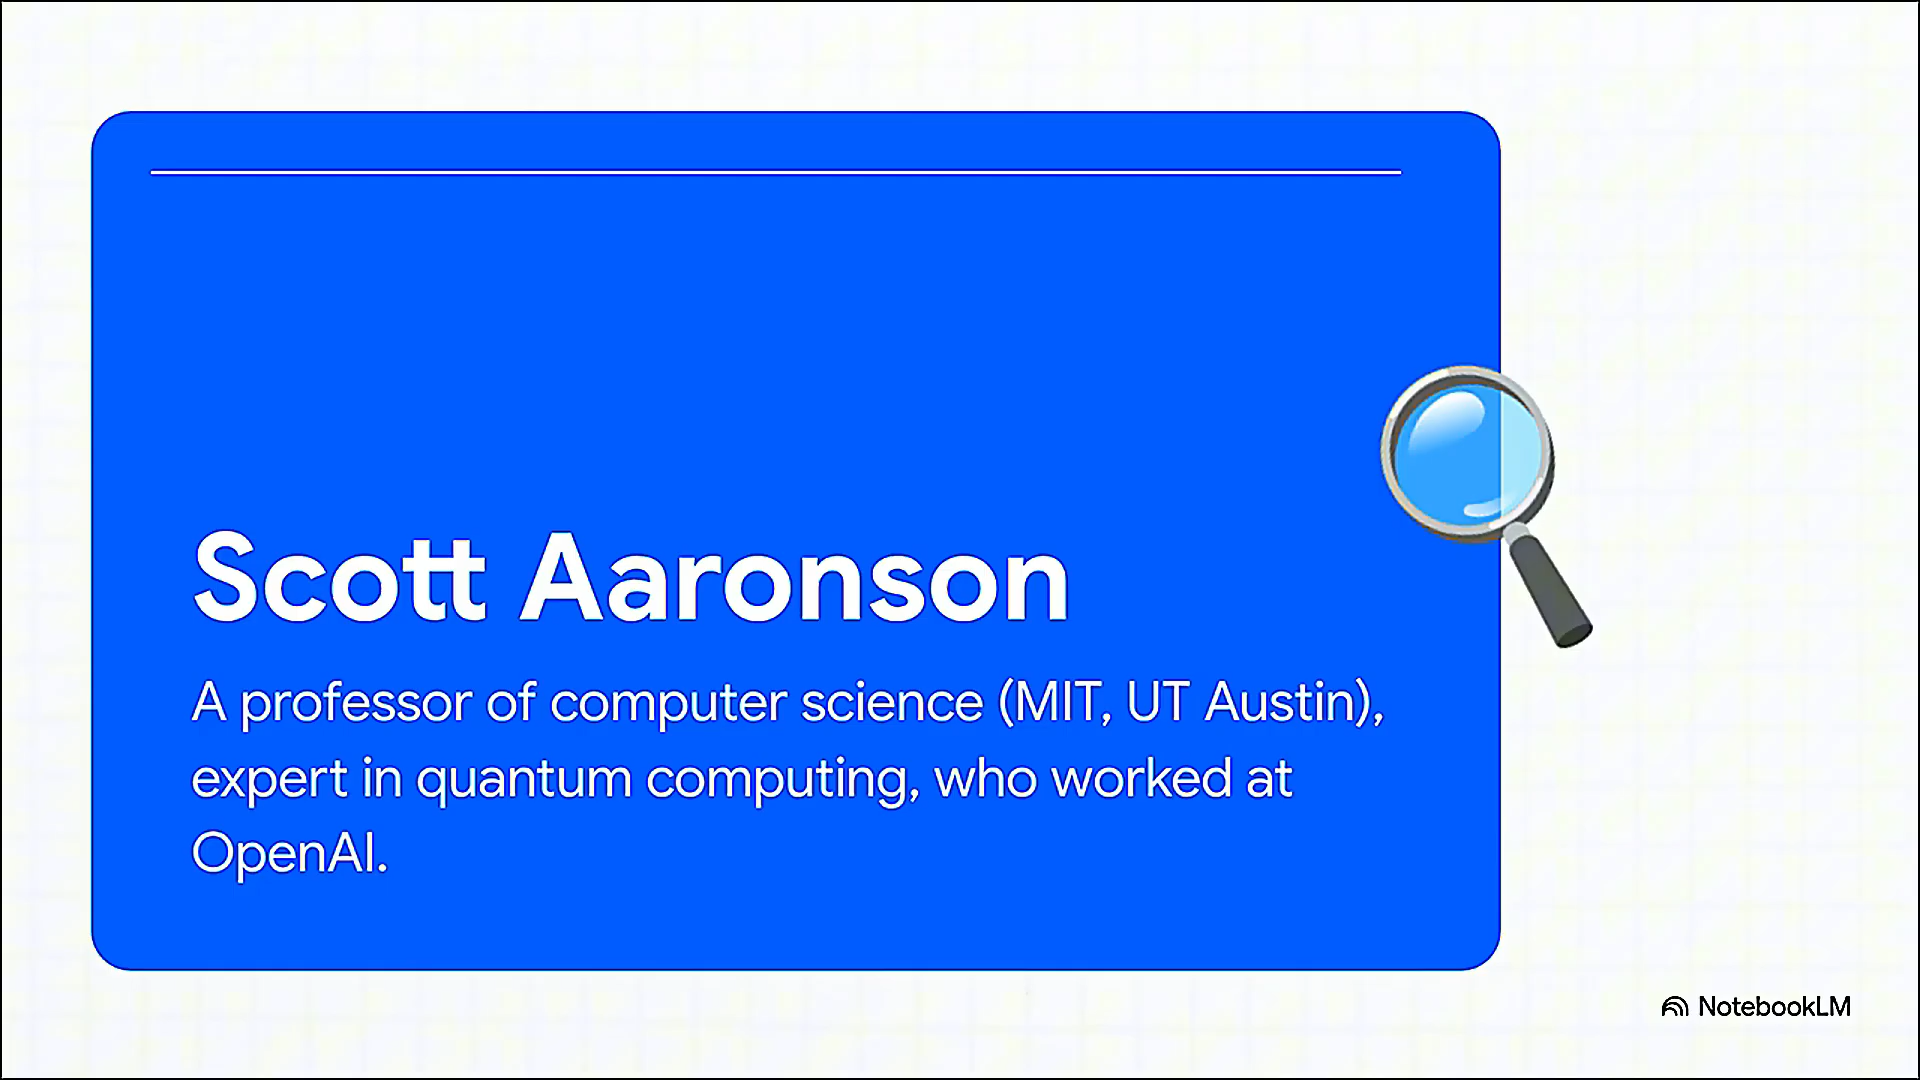 Scott Aaronson
A professor of computer science (MIT, UT Austin),
expert in quantum computing, who worked at
OpenAI.
NotebookLM